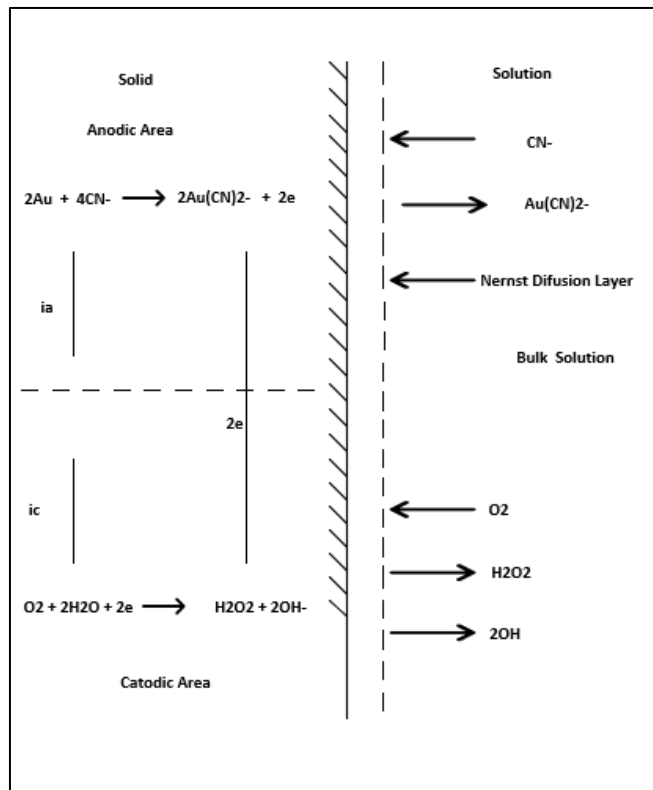 Solid
Solution
Anodic Area
CN-
2Au + 4CN- 2Au(CN)2- + 2e
Au(CN)2-
Nernst Difusion Layer
ia
Bulk Solution
2e
ic
O2
H2O2
O2 + 2H2O + 2e H2O2 + 2OH-
2OH
Catodic Area